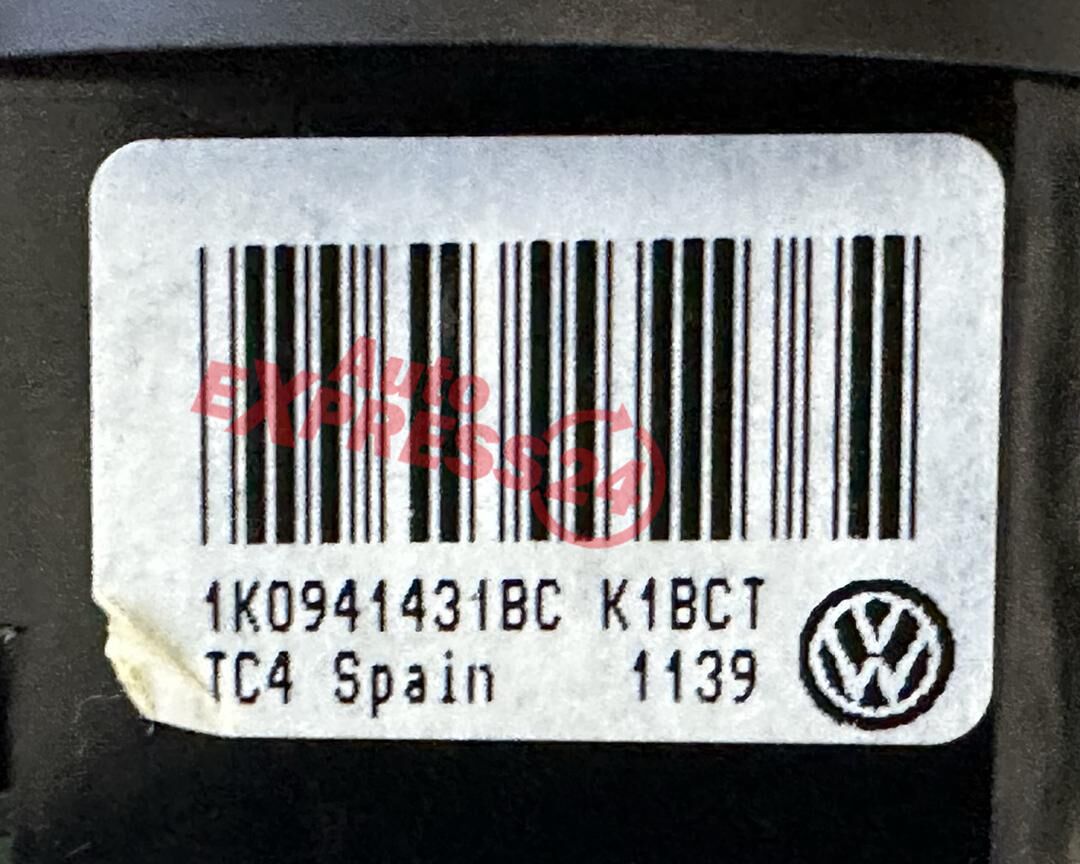 Auto
EXPRESS24
1K0941431BC K1BCT
TC4 Spain 1139